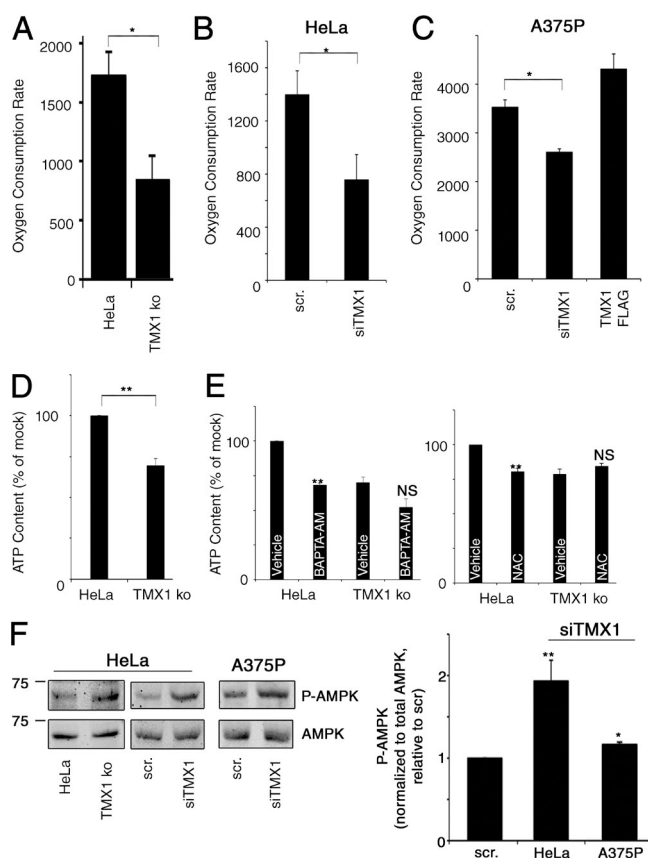 A
B
HeLa
C
A375P
*
*
*
Oxygen Consumption Rate
2000
1500
1000
500
0
HeLa
TMX1 ko
Oxygen Consumption Rate
1600
1400
1200
800
400
0
scr.
siTMX1
Oxygen Consumption Rate
5000
4000
3000
2000
1000
0
scr.
siTMX1
TMX1
FLAG
D
E
ATP Content (% of mock)
100
0
**
HeLa
TMX1 ko
ATP Content (% of mock)
100
0
Vehicle
**
BAPTA-AM
Vehicle
NS
BAPTA-AM
HeLa
TMX1 ko
100
0
Vehicle
**
NAC
Vehicle
NS
NAC
HeLa
TMX1 ko
F
HeLa
A375P
75
P-AMPK
75
AMPK
HeLa
TMX1 ko
scr.
siTMX1
scr.
siTMX1
siTMX1
P-AMPK
(normalized to total AMPK,
relative to scr)
2
1
0
**
*
scr.
HeLa
A375P